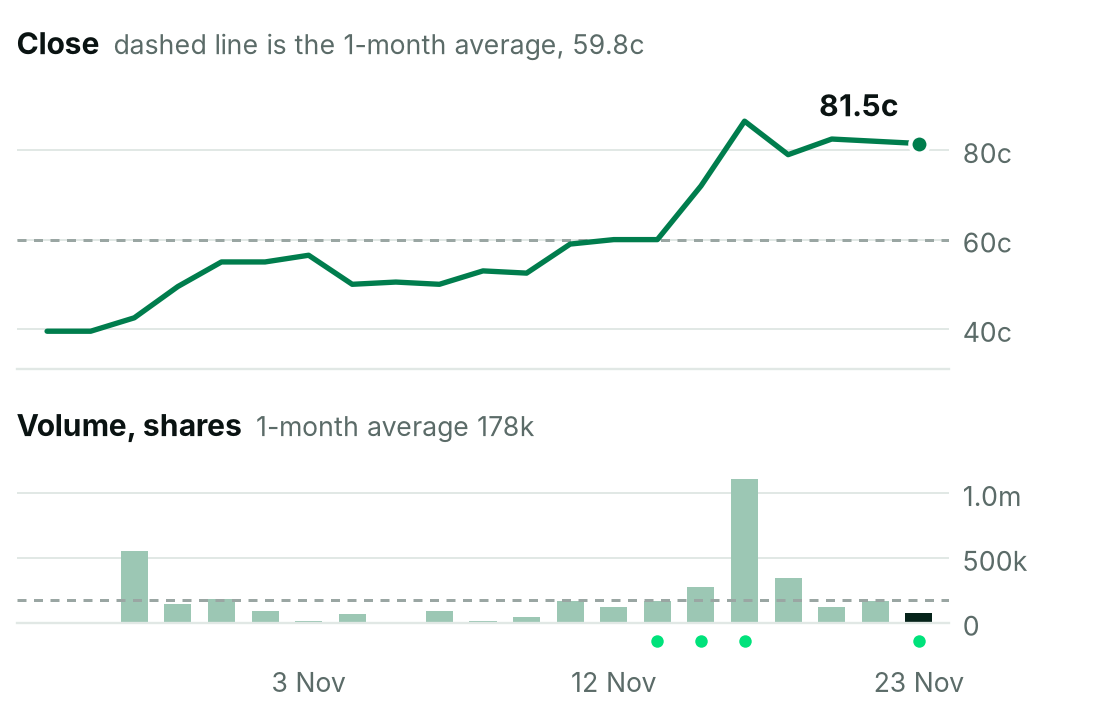 Close dashed line is the 1-month average, 59.8c
81.5c
80c
60c
40c
Volume, shares 1-month average 178k
1.0m
500k
0
3 Nov 12 Nov 23 Nov